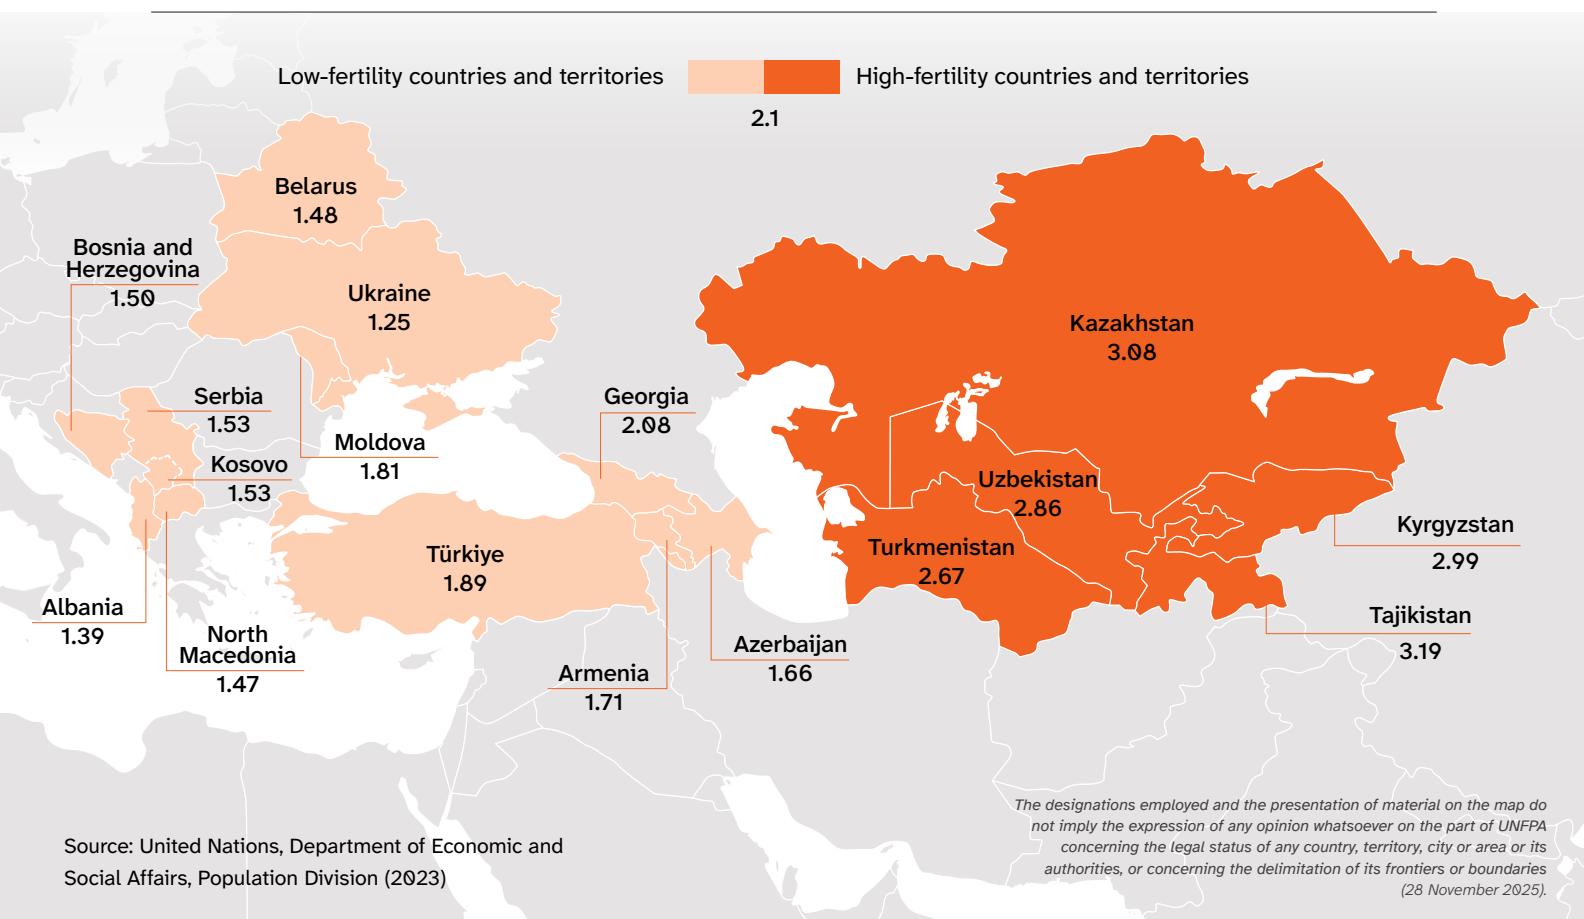 Low-fertility countries and territories
High-fertility countries and territories
2.1
Belarus
1.48
Bosnia and
Herzegovina
1.50
Ukraine
1.25
Kazakhstan
3.08
Serbia
1.53
Georgia
2.08
Moldova
1.81
Kosovo
1.53
Uzbekistan
2.86
Kyrgyzstan
2.99
Türkiye
1.89
Turkmenistan
2.67
Albania
1.39
North
Macedonia
1.47
Armenia
1.71
Azerbaijan
1.66
Tajikistan
3.19
The designations employed and the presentation of material on the map do
not imply the expression of any opinion whatsoever on the part of UNFPA
concerning the legal status of any country, territory, city or area or its
authorities, or concerning the delimitation of its frontiers or boundaries
(28 November 2025).
Source: United Nations, Department of Economic and
Social Affairs, Population Division (2023)